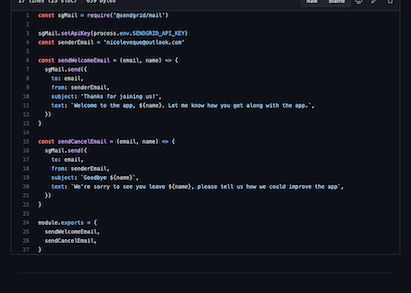 27 lines (23 sloc) 659 bytes
Raw Blame
1 const sgMail = require('@sendgrid/mail')
2
3 sgMail.setApiKey(process.env.SENDGRID_API_KEY)
4 const senderEmail = "nicoleveque@outlook.com"
5
6 const sendWelcomeEmail = (email, name) => {
7 sgMail.send({
8 to: email,
9 from: senderEmail,
10 subject: 'Thanks for joining us!',
11 text: `Welcome to the app, ${name}. Let me know how you get along with the app.`,
12 })
13 }
14
15 const sendCancelEmail = (email, name) => {
16 sgMail.send({
17 to: email,
18 from: senderEmail,
19 subject: `Goodbye ${name}`,
20 text: `We're sorry to see you leave ${name}, please tell us how we could improve the app`,
21 })
22 }
23
24 module.exports = {
25 sendWelcomeEmail,
26 sendCancelEmail,
27 }